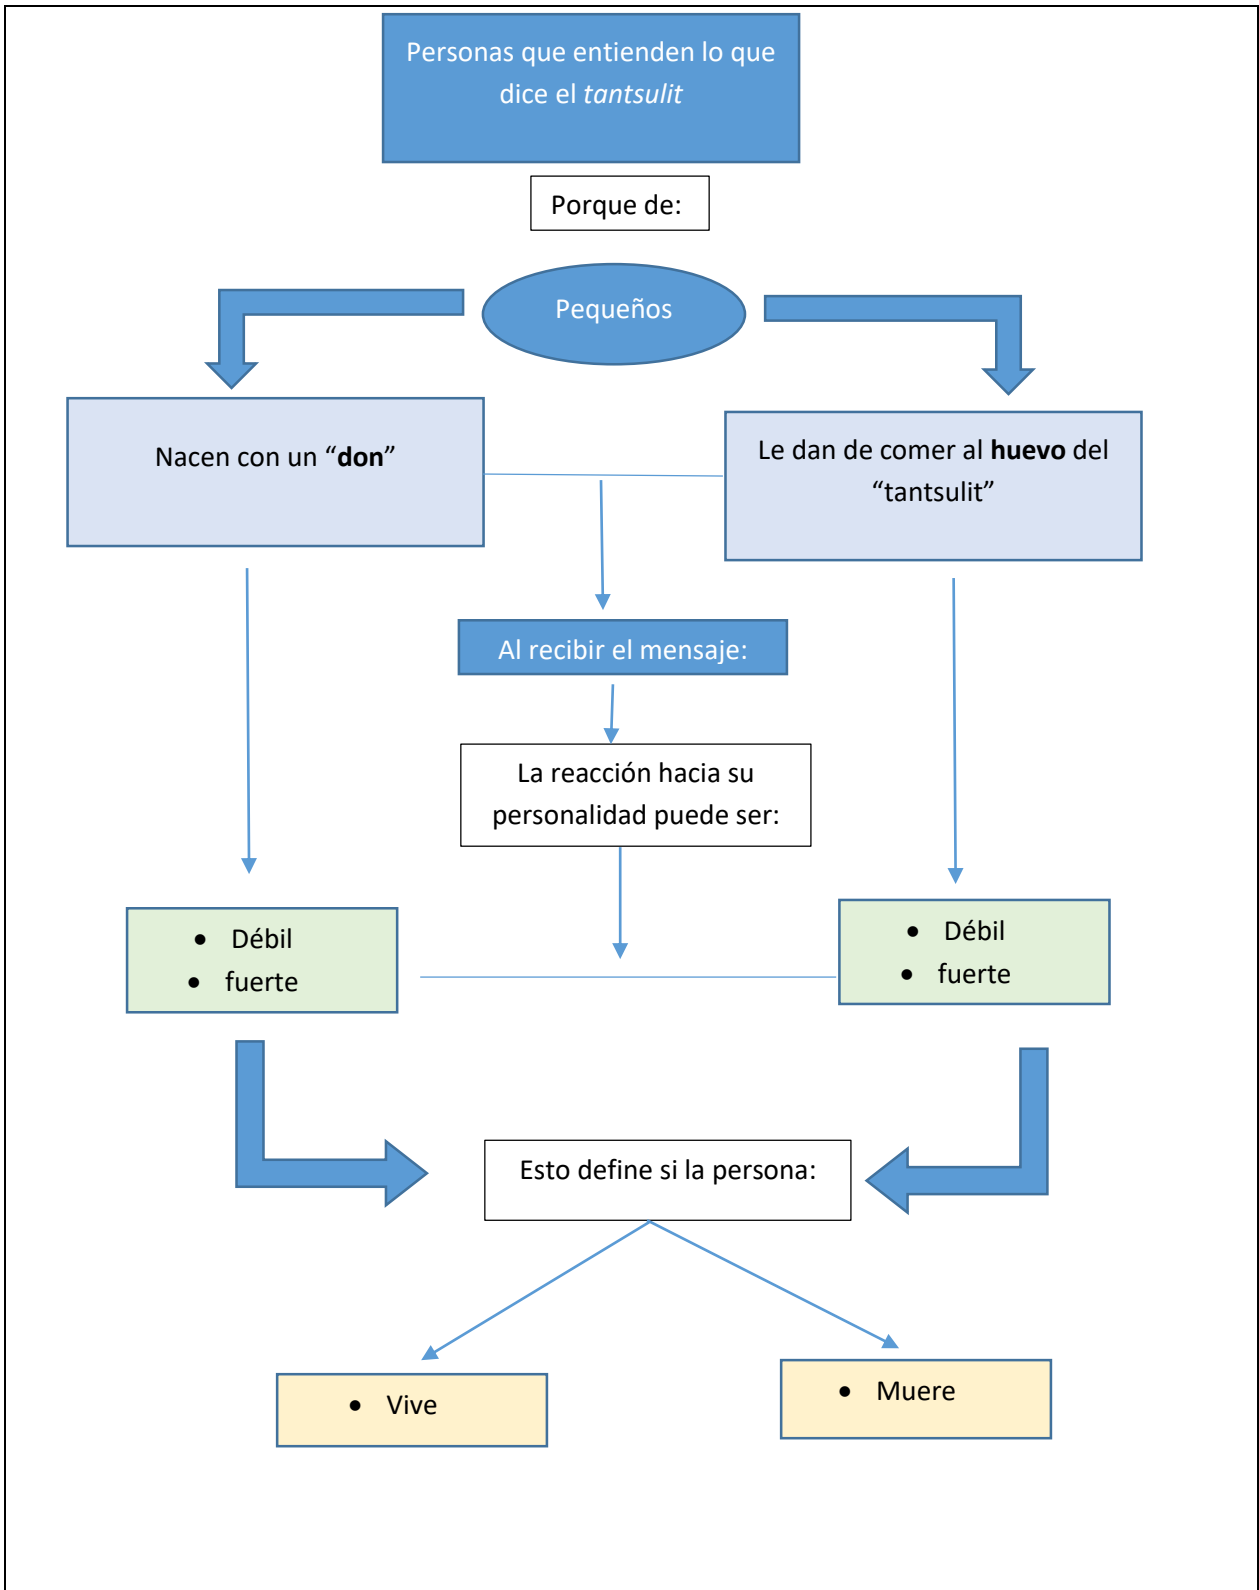 Personas que entienden lo que
dice el tantsulit
Porque de:
Pequeños
Nacen con un “don”
Le dan de comer al huevo del
“tantsulit”
Al recibir el mensaje:
La reacción hacia su
personalidad puede ser:
• Débil
• fuerte
• Débil
• fuerte
Esto define si la persona:
• Vive
• Muere